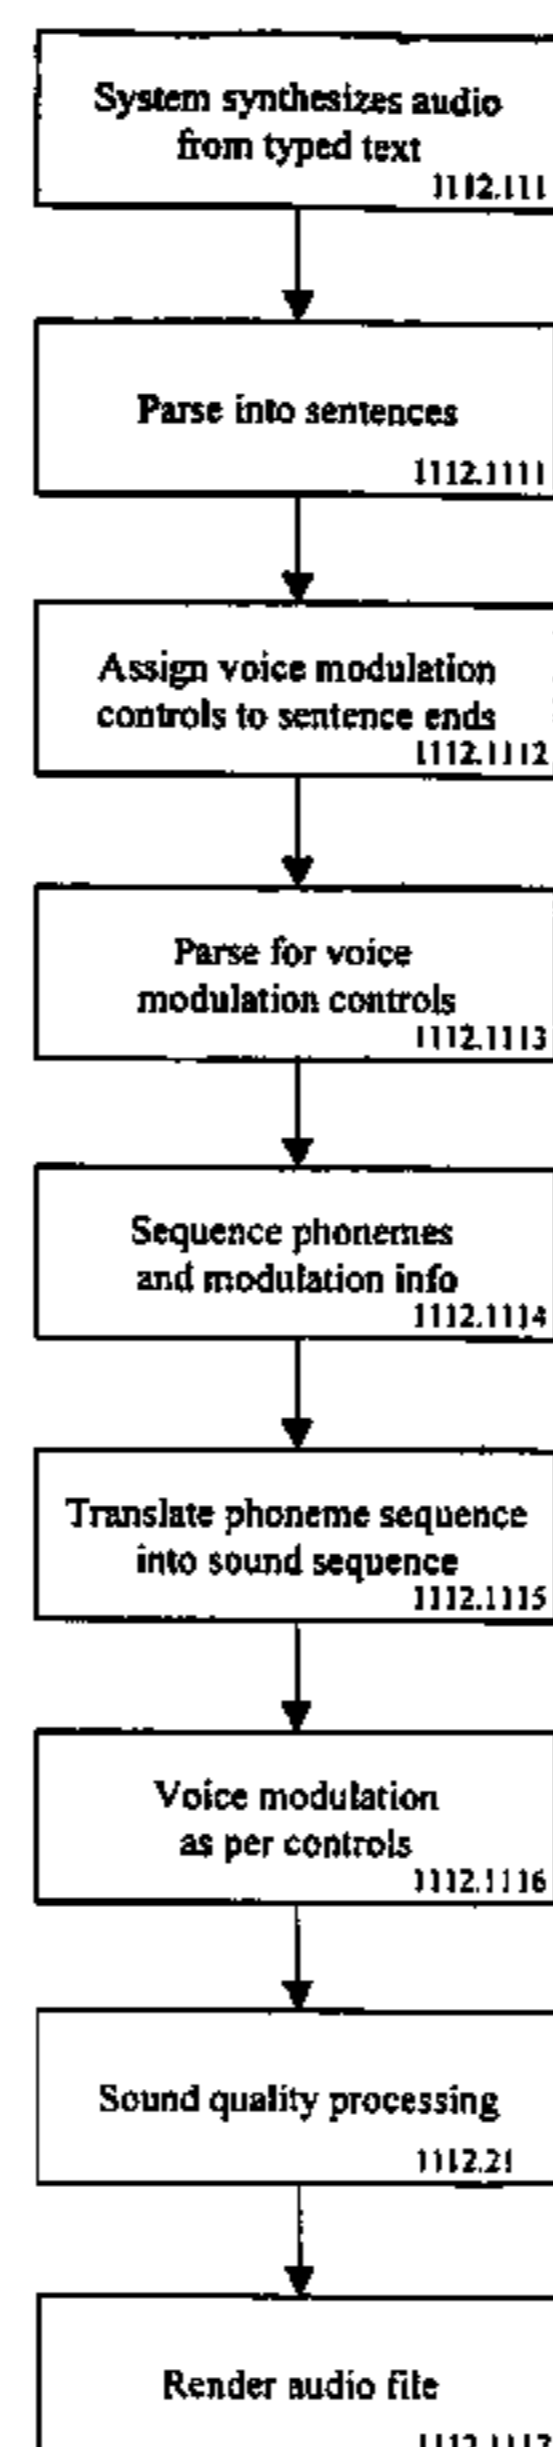 System synthesizes audio
from typed text
1112.111
Parse into sentences
1112.1111
Assign voice modulation
controls to sentence ends
1112.1112
Parse for voice
modulation controls
1112.1113
Sequence phonemes
and modulation info
1112.1114
Translate phoneme sequence
into sound sequence
1112.1115
Voice modulation
as per controls
1112.1116
Sound quality processing
1112.21
Render audio file